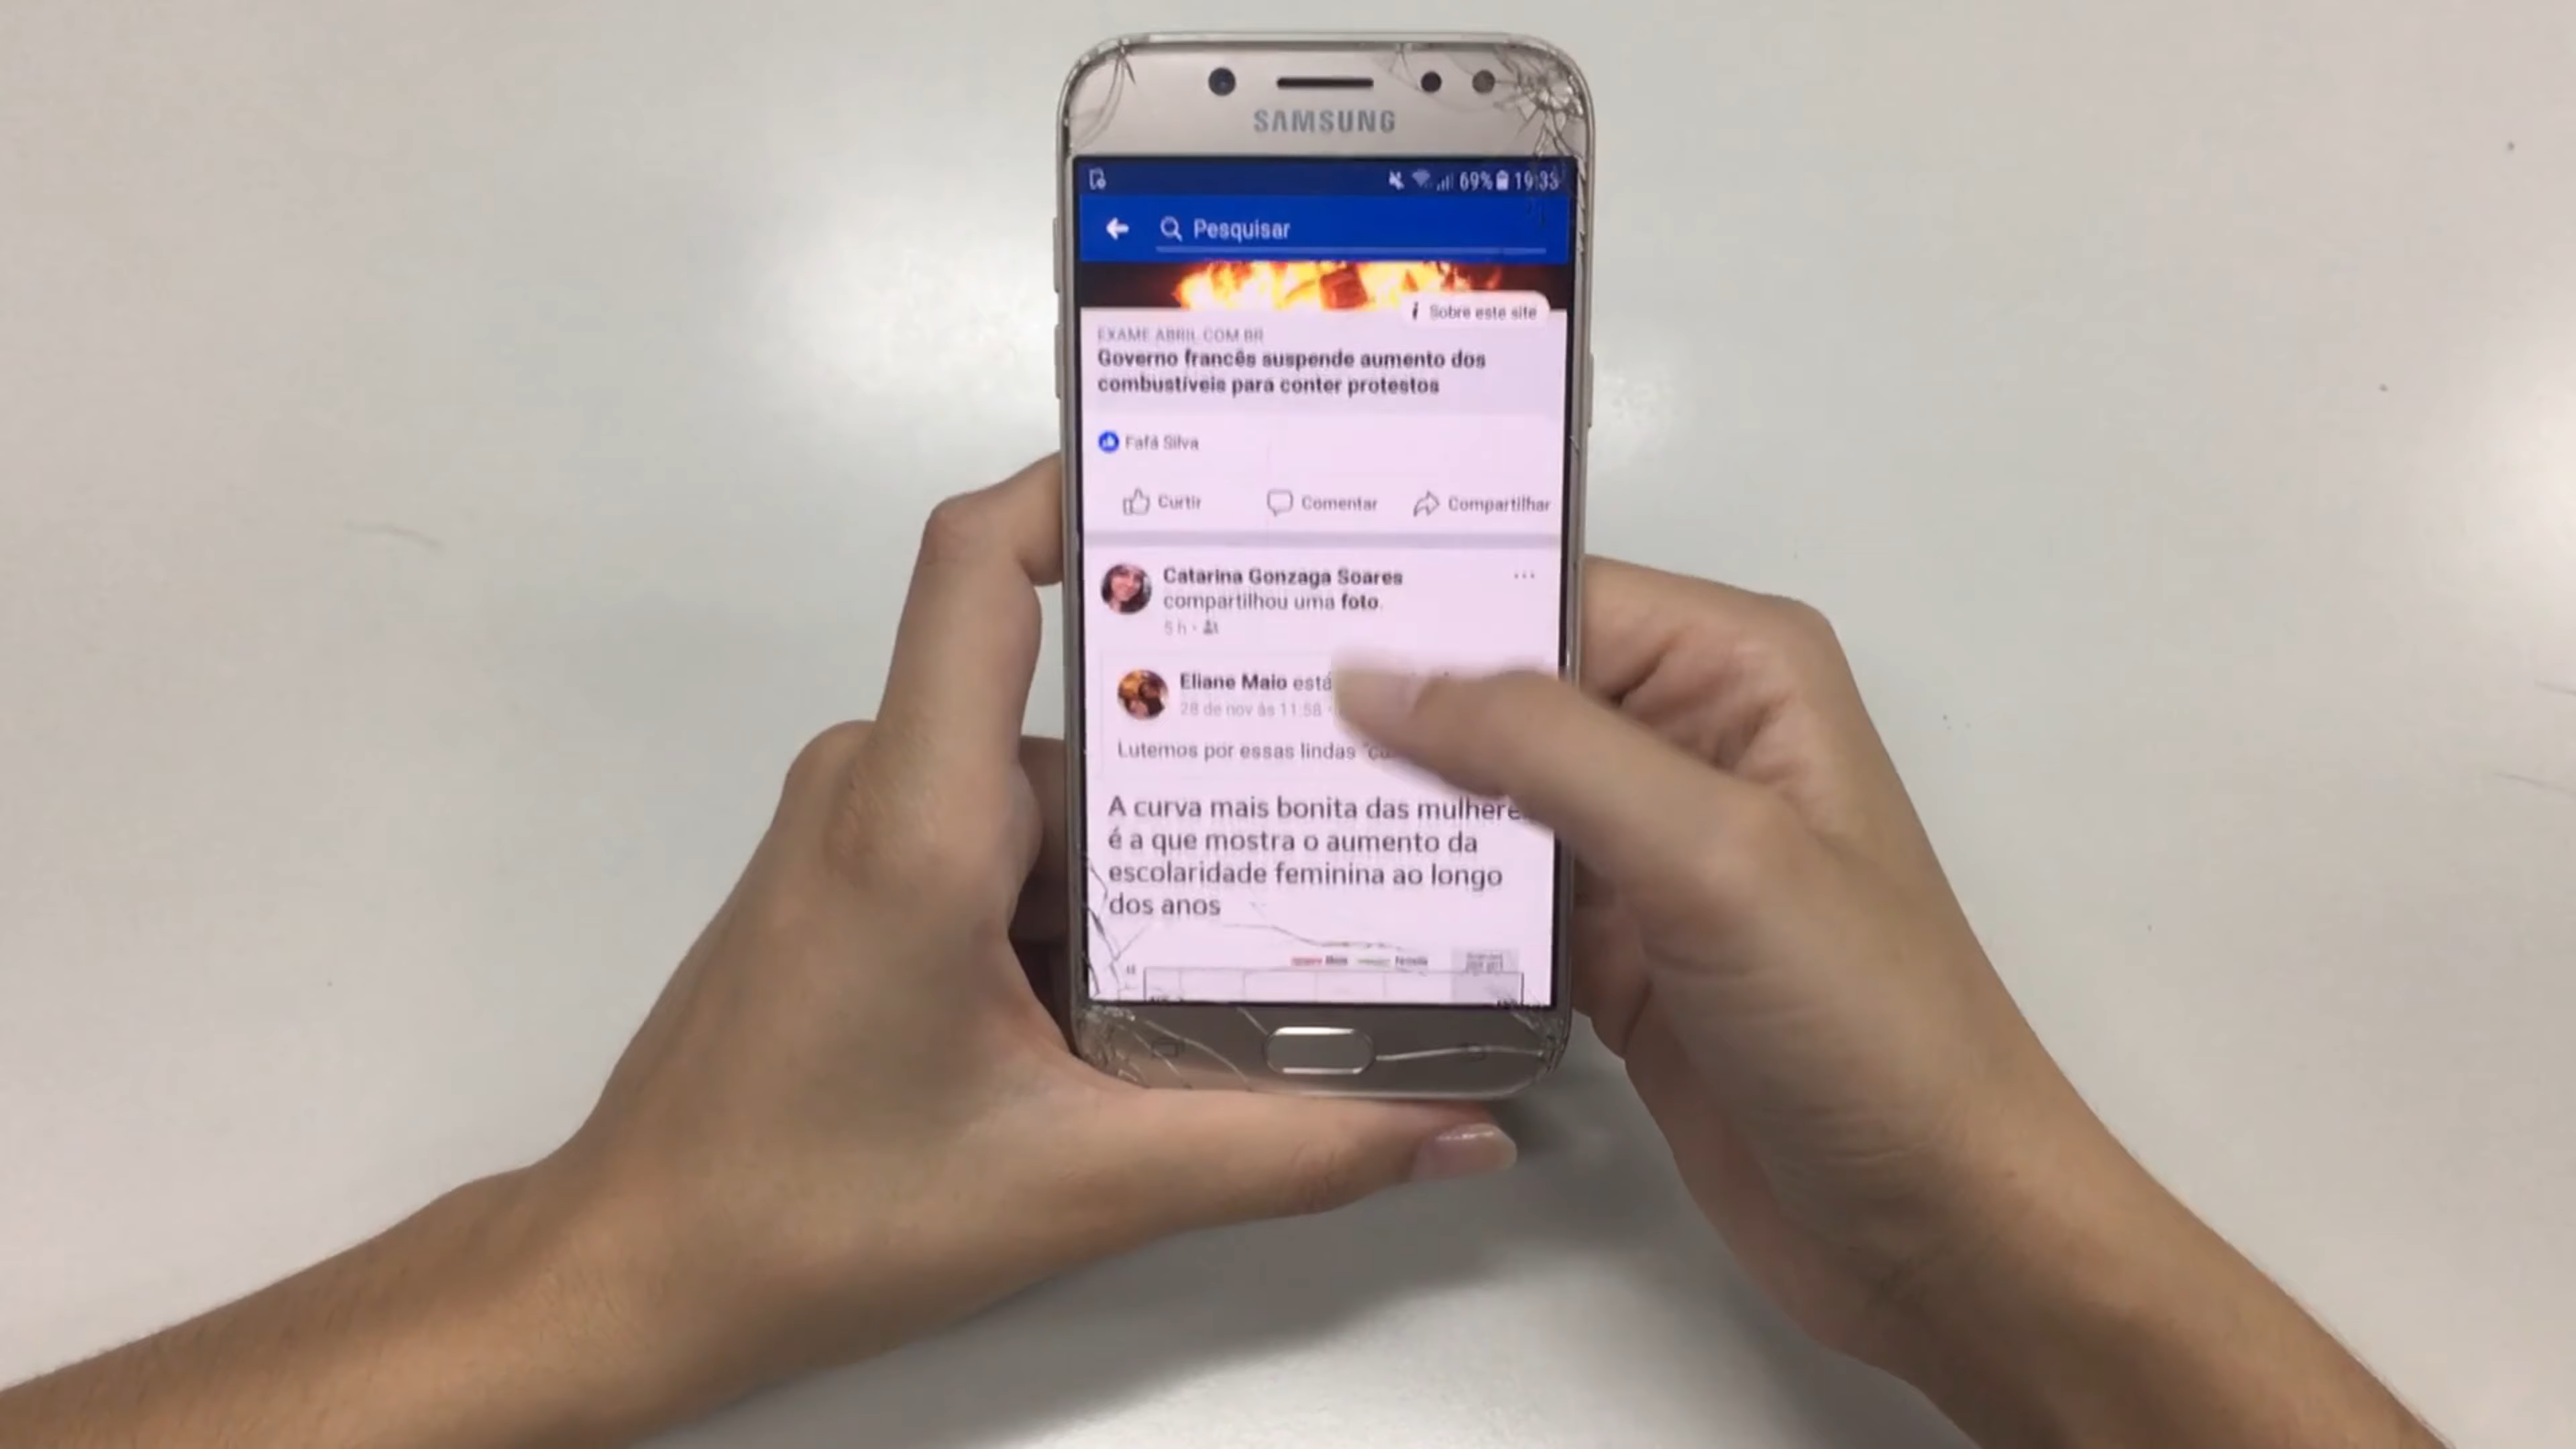 SAMSUNG
69% 19:33
Pesquisar
Sobre este site
EXAME.ABRIL.COM.BR
Governo francês suspende aumento dos
combustíveis para conter protestos
Fafá Silva
Curtir Comentar Compartilhar
Catarina Gonzaga Soares
compartilhou uma foto.
5 h
Eliane Maio está
28 de nov às 11:58
Lutemos por essas lindas
A curva mais bonita das mulhere
é a que mostra o aumento da
escolaridade feminina ao longo
dos anos